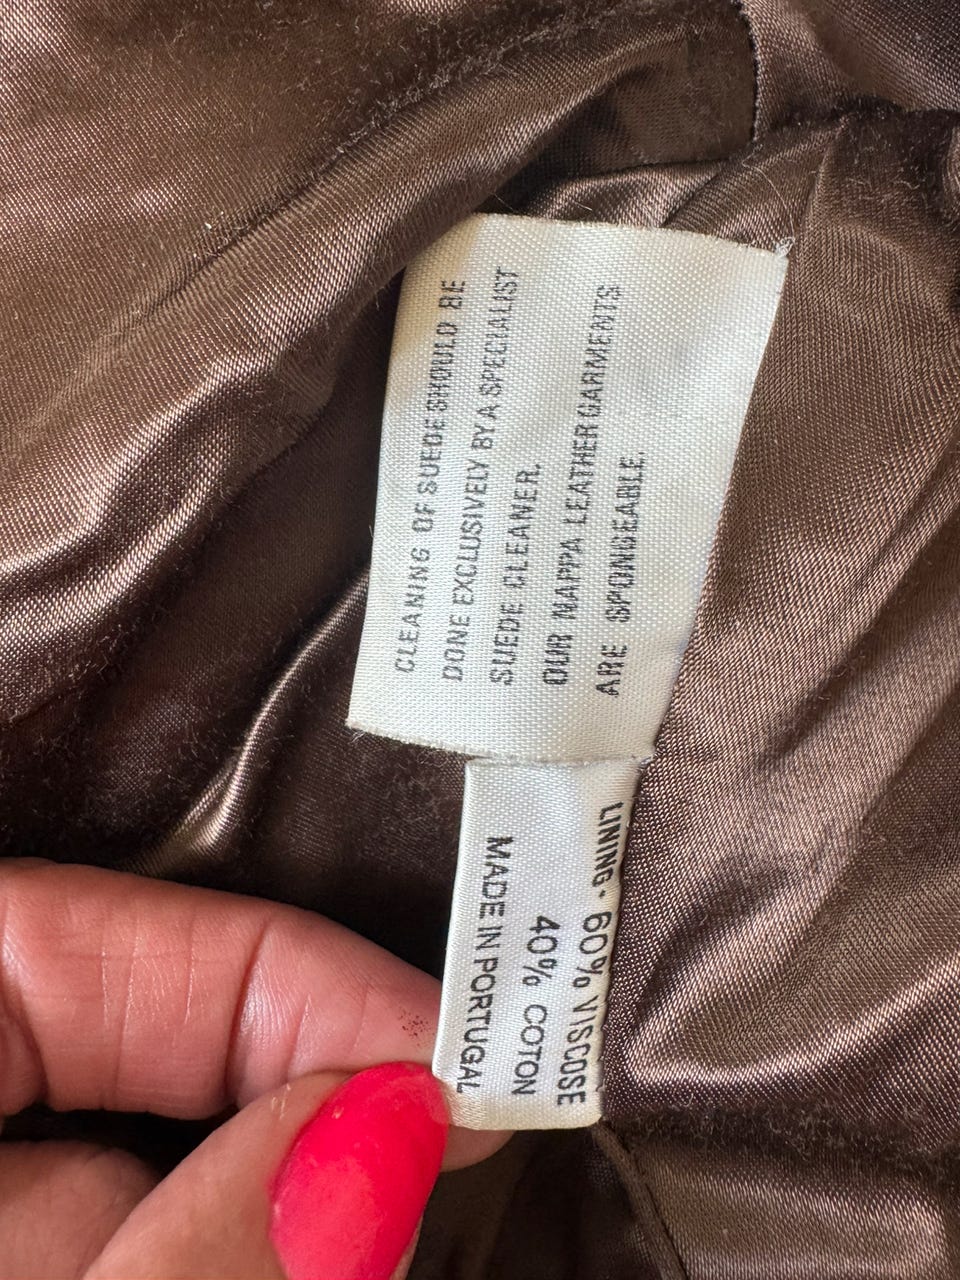 CLEANING OF SUEDE SHOULD BE
DONE EXCLUSIVELY BY A SPECIALIST
SUEDE CLEANER.
OUR NAPPA LEATHER GARMENTS
ARE SPONGEABLE.
LINING· 60% VISCOSE
40% COTON
MADE IN PORTUGAL